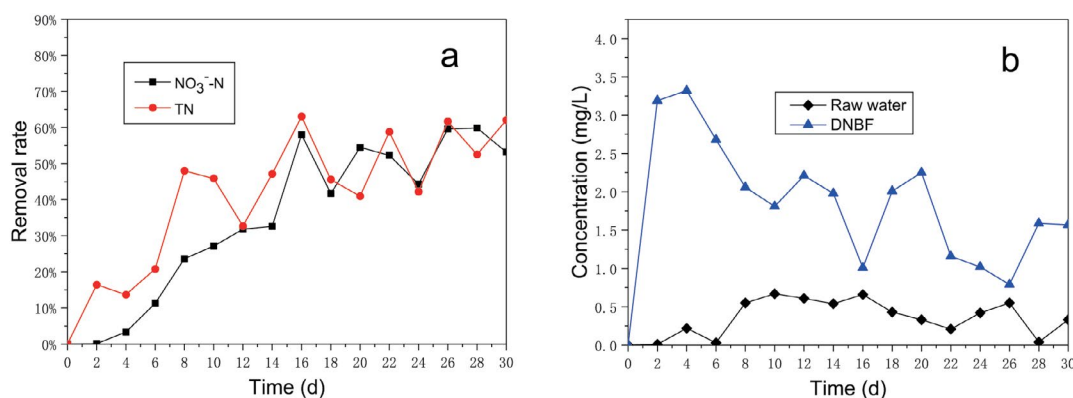 a
NO₃⁻-N
TN
90%
80%
70%
60%
50%
40%
30%
20%
10%
0%
Removal rate
0 2 4 6 8 10 12 14 16 18 20 22 24 26 28 30
Time (d)
b
Raw water
DNBF
4.0
3.5
3.0
2.5
2.0
1.5
1.0
0.5
0.0
Concentration (mg/L)
0 2 4 6 8 10 12 14 16 18 20 22 24 26 28 30
Time (d)